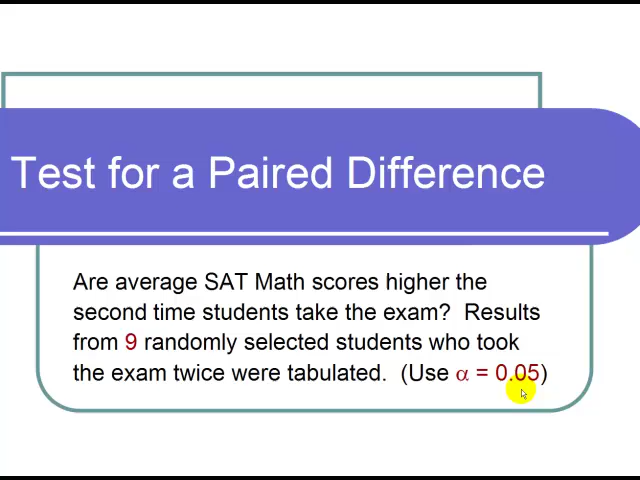 Test for a Paired Difference
Are average SAT Math scores higher the
second time students take the exam?  Results
from 9 randomly selected students who took
the exam twice were tabulated.  (Use α = 0.05)